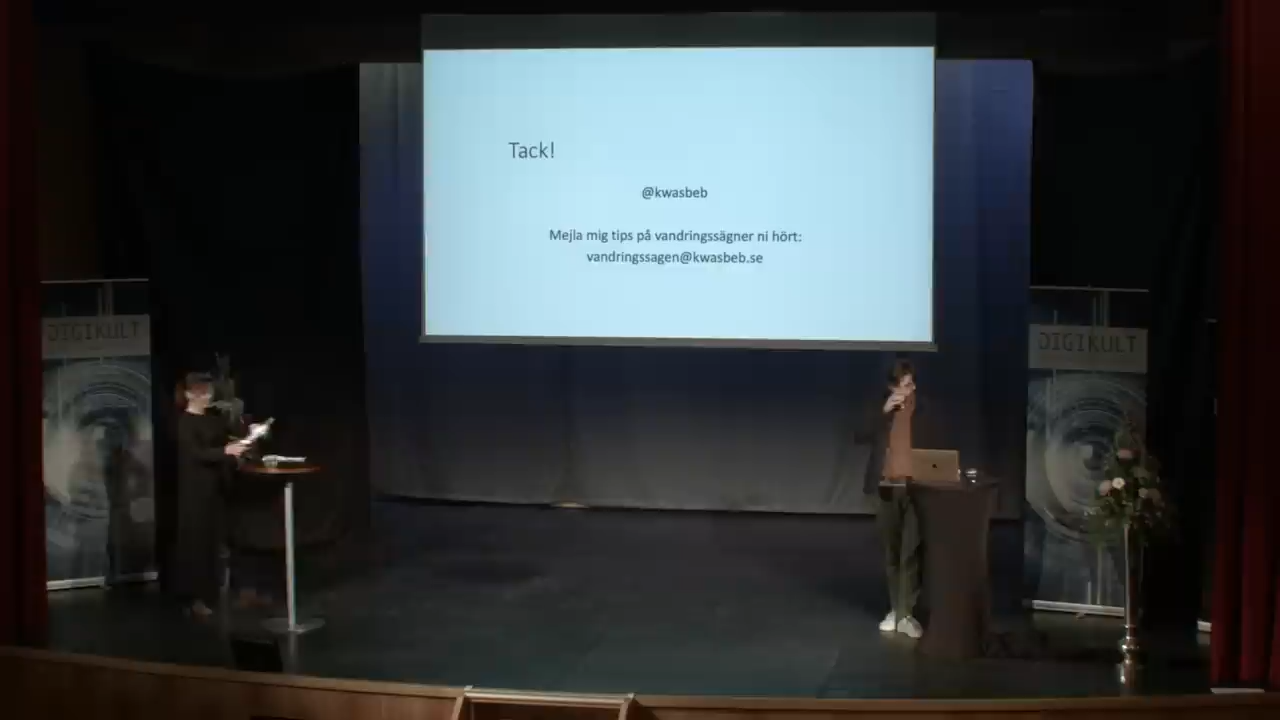 Tack!
@kwasbeb
Mejla mig tips på vandringssägner ni hört:
vandringssagen@kwasbeb.se
DIGIKULT
DIGIKULT